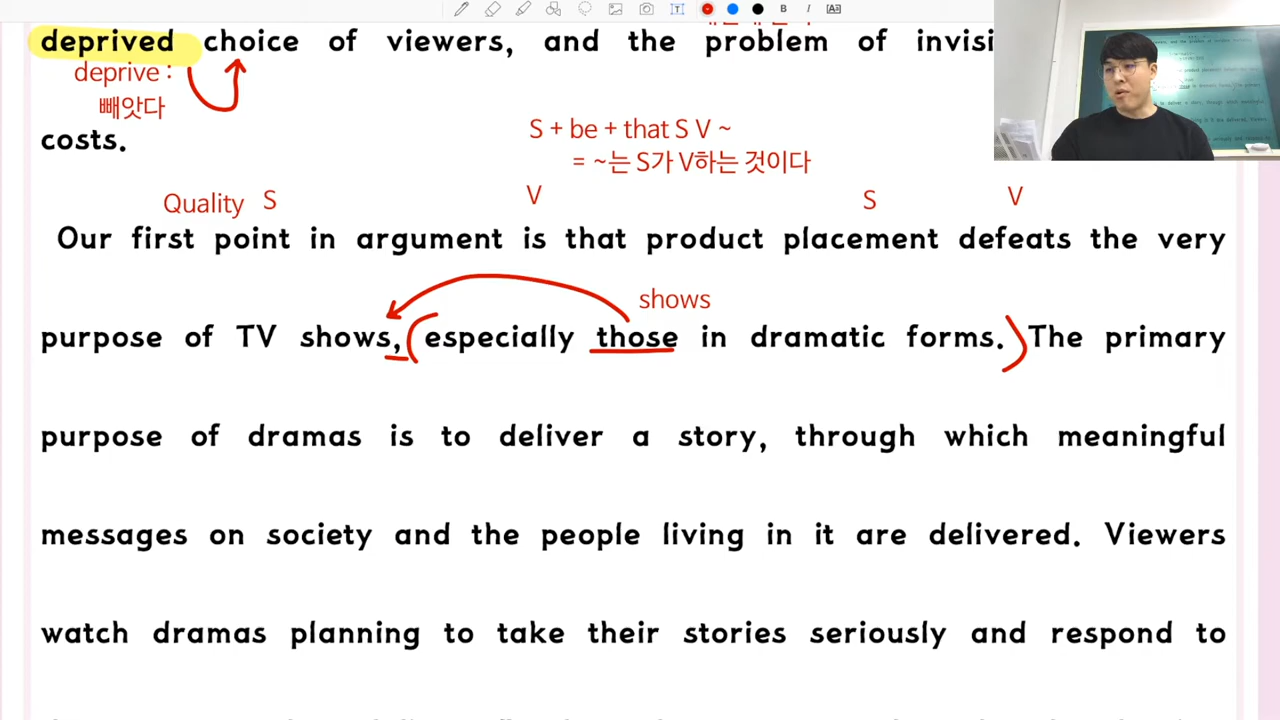 deprived choice of viewers, and the problem of
deprive :
빼앗다
costs.
S + be + that S V ~
= ~는 S가 V하는 것이다
Quality S V S V
Our first point in argument is that product placement defeats the very
shows
purpose of TV shows, (especially those in dramatic forms.) The primary
purpose of dramas is to deliver a story, through which meaningful
messages on society and the people living in it are delivered. Viewers
watch dramas planning to take their stories seriously and respond to